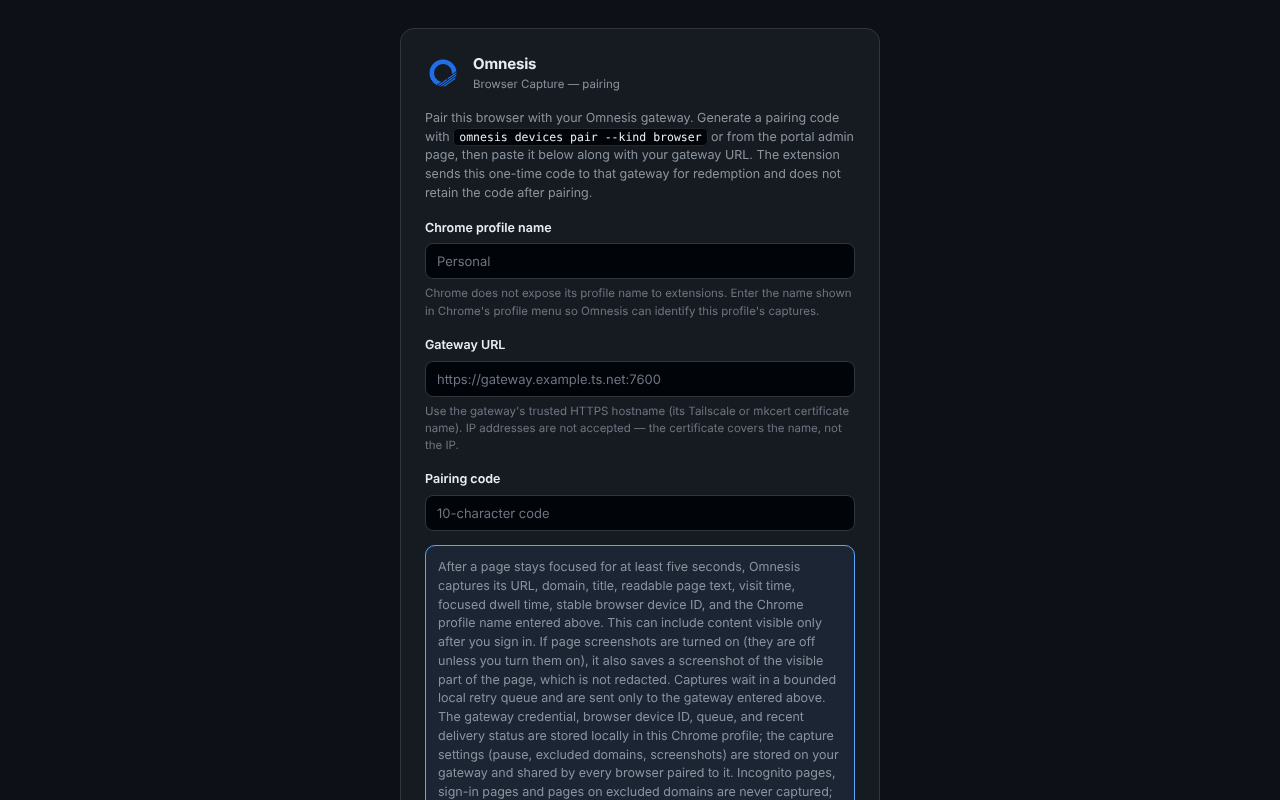 Omnesis
Browser Capture — pairing
Pair this browser with your Omnesis gateway. Generate a pairing code
with omnesis devices pair --kind browser or from the portal admin
page, then paste it below along with your gateway URL. The extension
sends this one-time code to that gateway for redemption and does not
retain the code after pairing.
Chrome profile name
Personal
Chrome does not expose its profile name to extensions. Enter the name shown
in Chrome's profile menu so Omnesis can identify this profile's captures.
Gateway URL
https://gateway.example.ts.net:7600
Use the gateway's trusted HTTPS hostname (its Tailscale or mkcert certificate
name). IP addresses are not accepted — the certificate covers the name, not
the IP.
Pairing code
10-character code
After a page stays focused for at least five seconds, Omnesis
captures its URL, domain, title, readable page text, visit time,
focused dwell time, stable browser device ID, and the Chrome
profile name entered above. This can include content visible only
after you sign in. If page screenshots are turned on (they are off
unless you turn them on), it also saves a screenshot of the visible
part of the page, which is not redacted. Captures wait in a bounded
local retry queue and are sent only to the gateway entered above.
The gateway credential, browser device ID, queue, and recent
delivery status are stored locally in this Chrome profile; the capture
settings (pause, excluded domains, screenshots) are stored on your
gateway and shared by every browser paired to it. Incognito pages,
sign-in pages and pages on excluded domains are never captured;